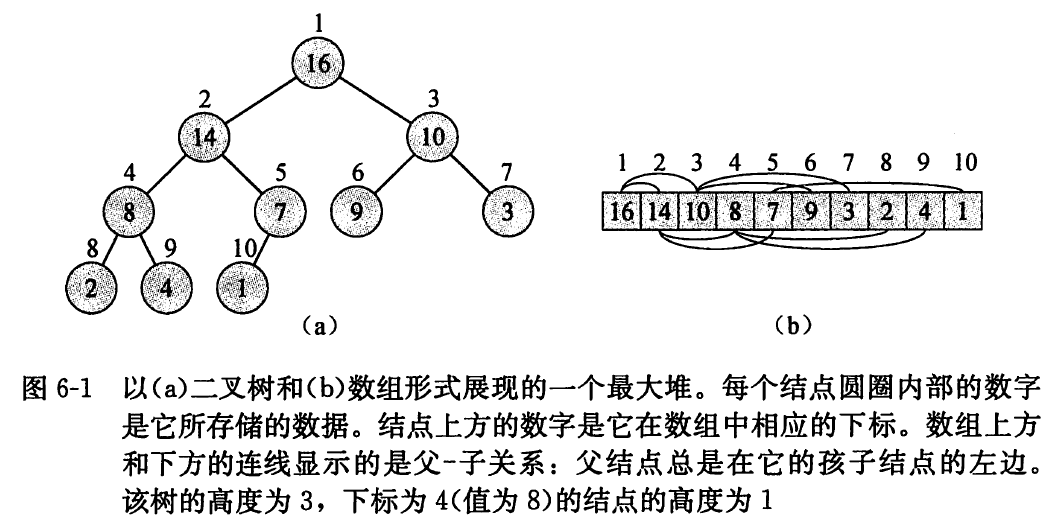 1
16
2
3
14
10
4
5
6
7
8
7
9
3
8
9
10
2
4
1
(a)
1 2 3 4 5 6 7 8 9 10
16 14 10 8 7 9 3 2 4 1
(b)
图 6-1 以(a)二叉树和(b)数组形式展现的一个最大堆。每个结点圆圈内部的数字
是它所存储的数据。结点上方的数字是它在数组中相应的下标。数组上方
和下方的连线显示的是父-子关系：父结点总是在它的孩子结点的左边。
该树的高度为 3，下标为 4(值为 8)的结点的高度为 1